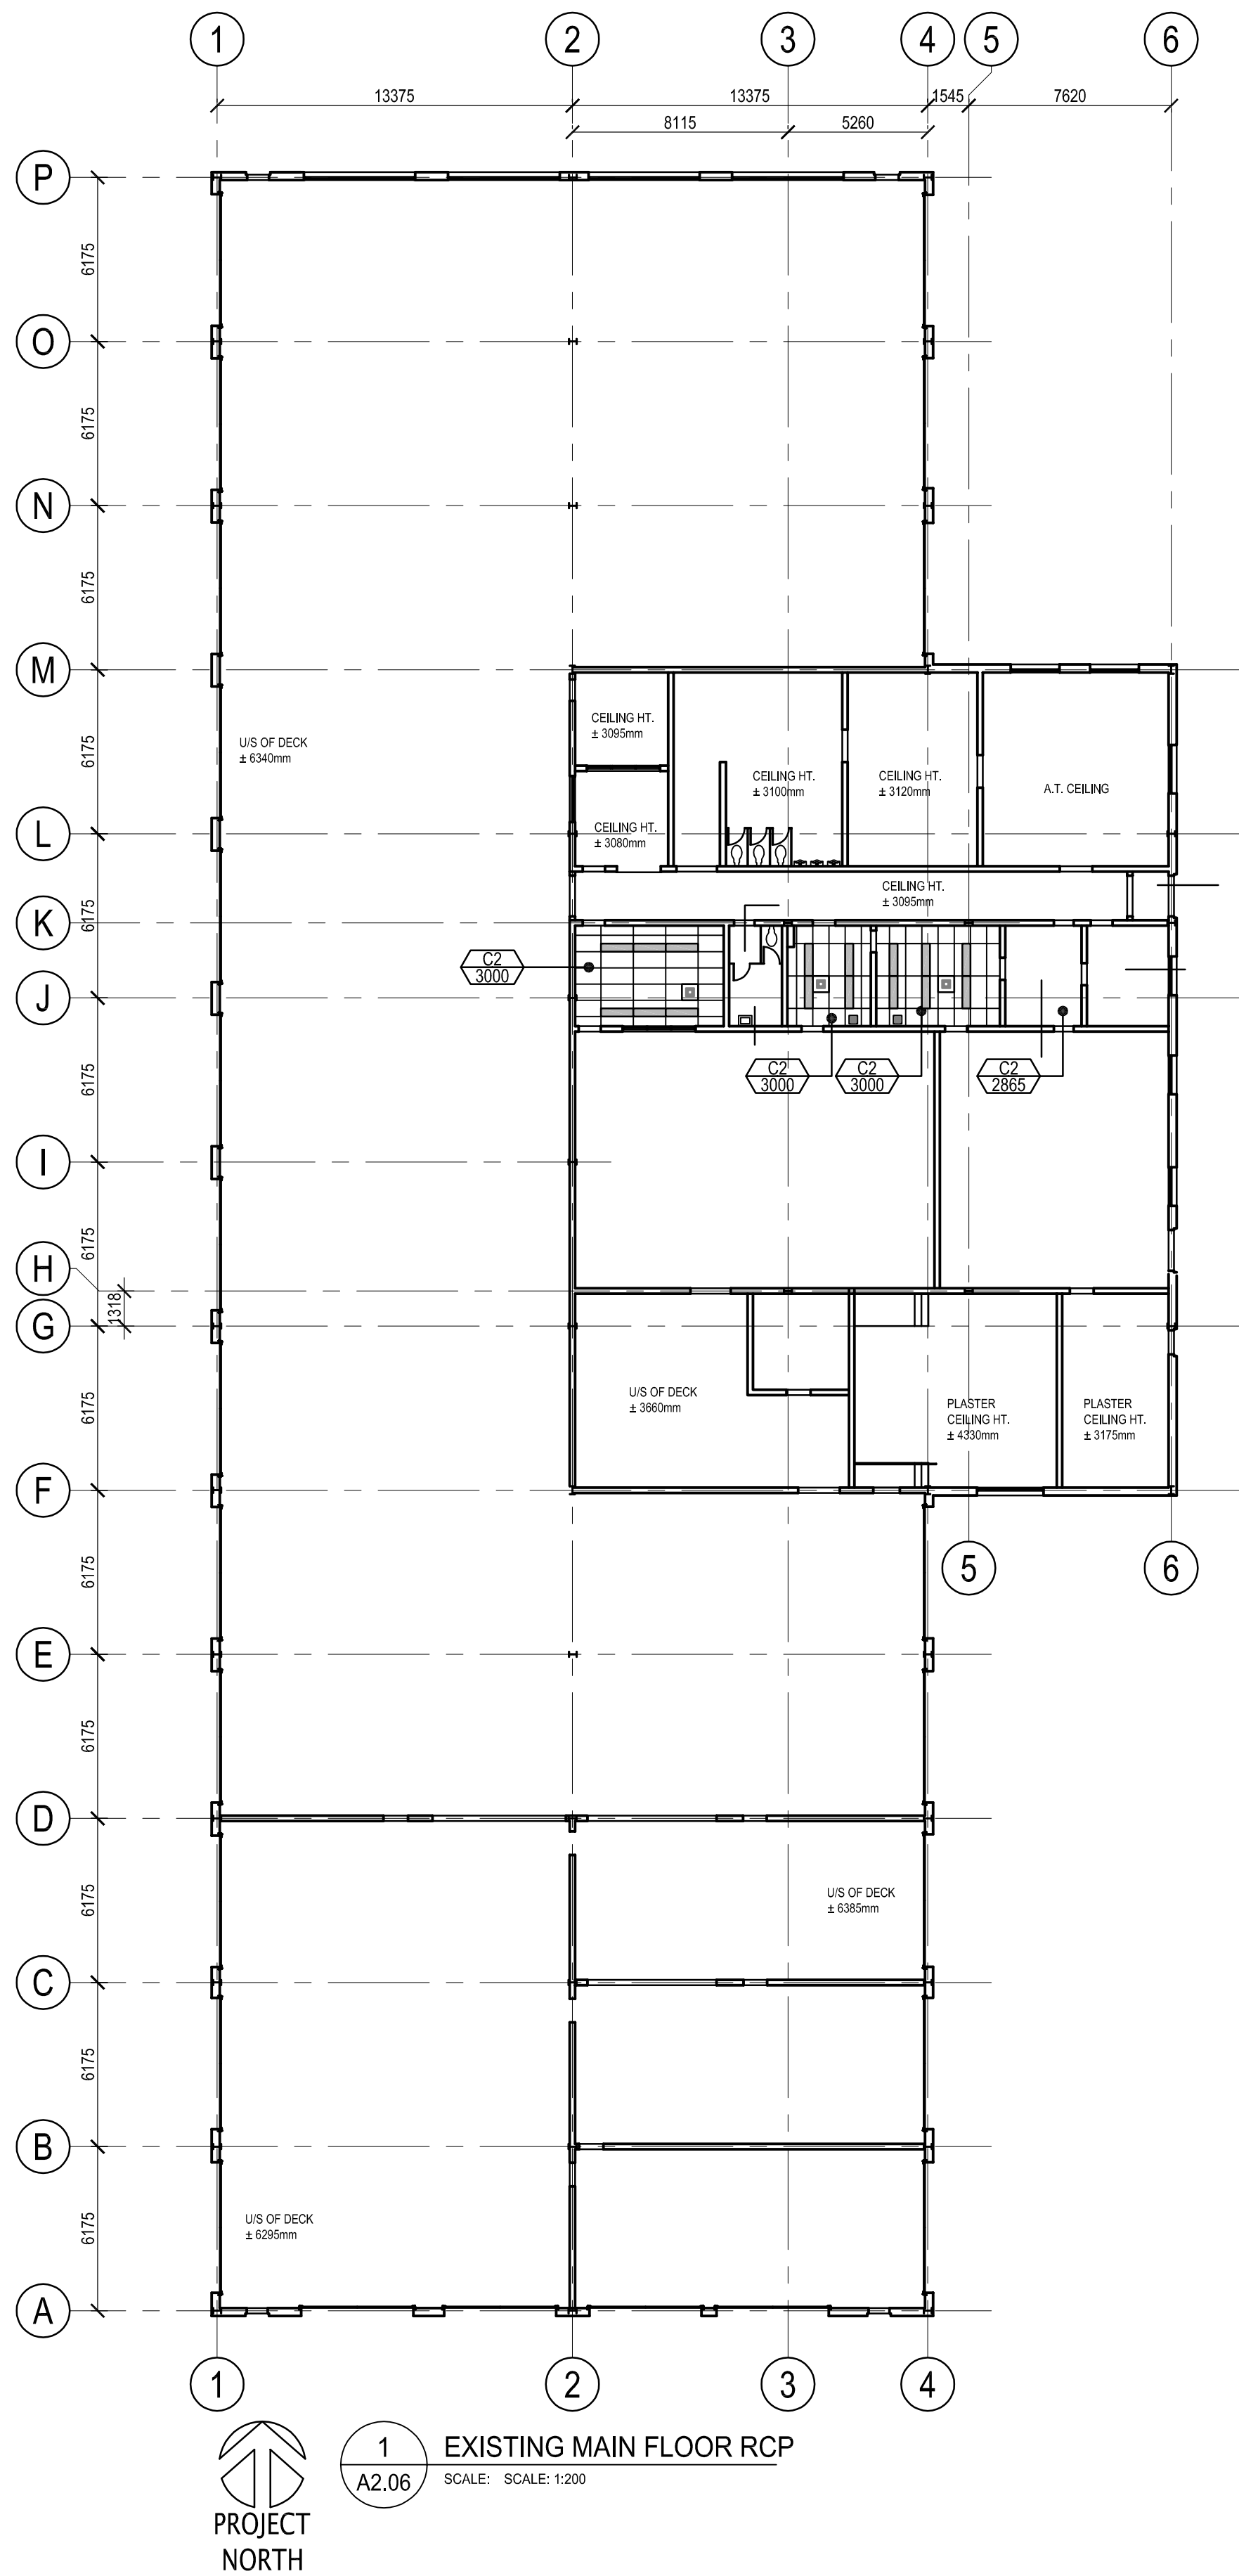 1 2 3 4 5 6
13375 13375 1545 7620
8115 5260
P
6175
O
6175
N
6175
M
6175
U/S OF DECK
± 6340mm
CEILING HT.
± 3095mm
CEILING HT.
± 3100mm
CEILING HT.
± 3120mm
A.T. CEILING
L
CEILING HT.
± 3080mm
6175
CEILING HT.
± 3095mm
K
C2
3000
J
C2
3000
C2
3000
C2
2865
6175
I
6175
H
1318
G
6175
U/S OF DECK
± 3660mm
PLASTER
CEILING HT.
± 4330mm
PLASTER
CEILING HT.
± 3175mm
F
5 6
6175
E
6175
D
6175
U/S OF DECK
± 6385mm
C
6175
B
6175
U/S OF DECK
± 6295mm
A
1 2 3 4
1
A2.06
EXISTING MAIN FLOOR RCP
SCALE: SCALE: 1:200
PROJECT
NORTH